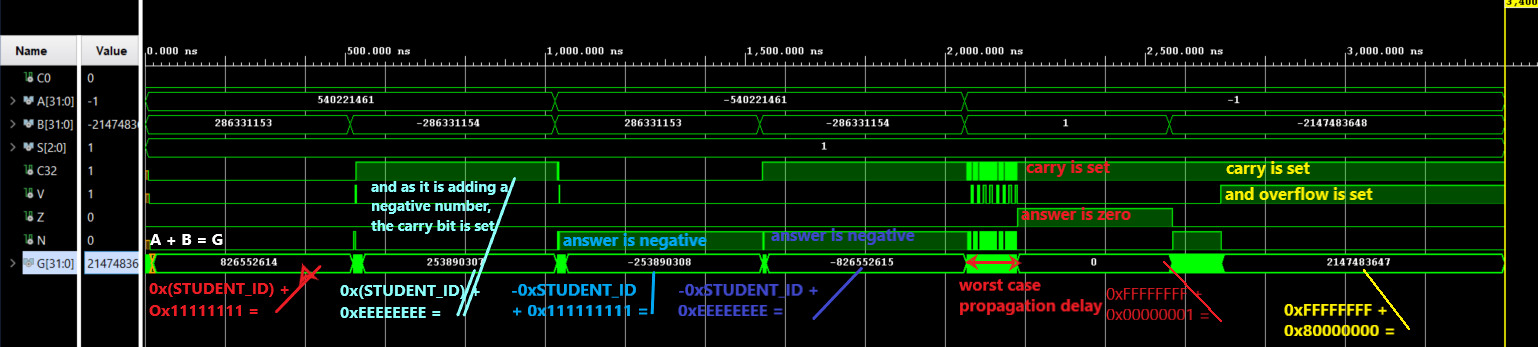 3,400
Name Value
0.000 ns 500.000 ns 1,000.000 ns 1,500.000 ns 2,000.000 ns 2,500.000 ns 3,000.000 ns
C0 0
A[31:0] -1 540221461 -540221461 -1
B[31:0] -2147483 286331153 -286331154 286331153 -286331154 1 -2147483648
S[2:0] 1 1
C32 1 carry is set carry is set
V 1 and overflow is set
and as it is adding a
negative number,
the carry bit is set
Z 0 answer is zero
N 0 A + B = G answer is negative answer is negative
G[31:0] 21474836 826552614 253890307 -253890308 -826552615 0 2147483647
0x(STUDENT_ID) +
Ox11111111 =
0x(STUDENT_ID) +
0xEEEEEEEE =
-0xSTUDENT_ID
+ 0x111111111 =
-0xSTUDENT_ID +
0xEEEEEEEE =
worst case
propagation delay
0xFFFFFFFF +
0x00000001 =
0xFFFFFFFF +
0x80000000 =